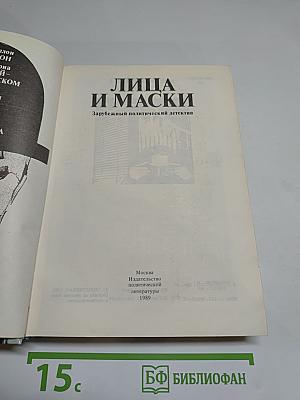 ЛИЦА
И МАСКИ
Зарубежный политический детектив
Москва
Издательство
политической
литературы
1989
15с
БФ БИБЛИОФАН